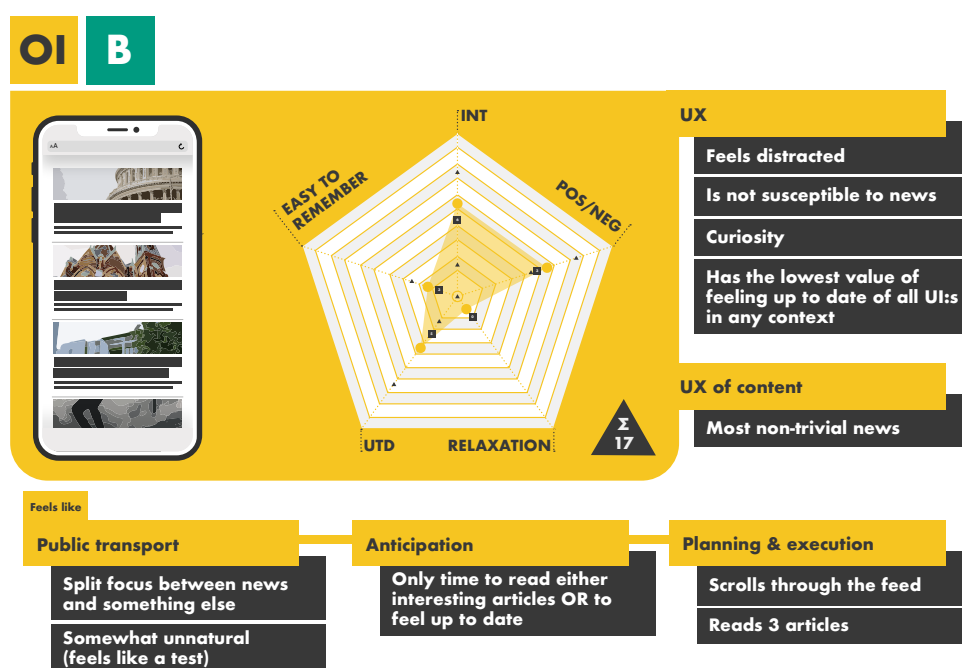 OI B
AA
INT
EASY TO
REMEMBER
POS/NEG
UTD
RELAXATION
Σ
17
UX
Feels distracted
Is not susceptible to news
Curiosity
Has the lowest value of
feeling up to date of all UI:s
in any context
UX of content
Most non-trivial news
Feels like
Public transport
Split focus between news
and something else
Somewhat unnatural
(feels like a test)
Anticipation
Only time to read either
interesting articles OR to
feel up to date
Planning & execution
Scrolls through the feed
Reads 3 articles